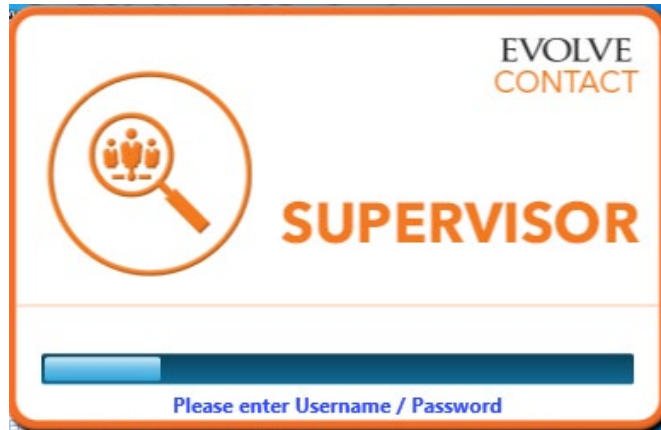 EVOLVE
CONTACT
SUPERVISOR
Please enter Username / Password